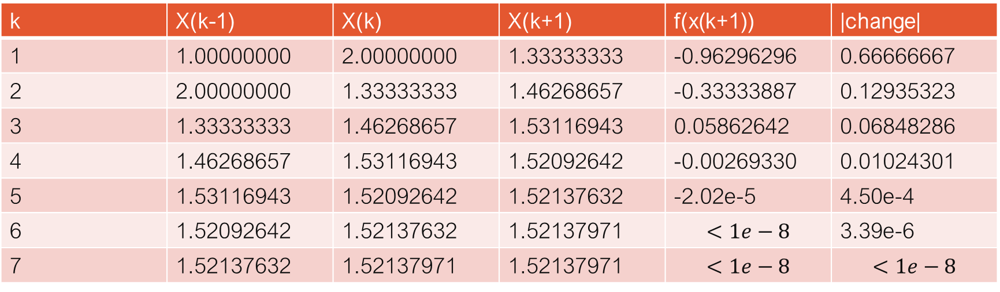 k X(k-1) X(k) X(k+1) f(x(k+1)) |change|
1 1.00000000 2.00000000 1.33333333 -0.96296296 0.66666667
2 2.00000000 1.33333333 1.46268657 -0.33333887 0.12935323
3 1.33333333 1.46268657 1.53116943 0.05862642 0.06848286
4 1.46268657 1.53116943 1.52092642 -0.00269330 0.01024301
5 1.53116943 1.52092642 1.52137632 -2.02e-5 4.50e-4
6 1.52092642 1.52137632 1.52137971 < 1e − 8 3.39e-6
7 1.52137632 1.52137971 1.52137971 < 1e − 8 < 1e − 8